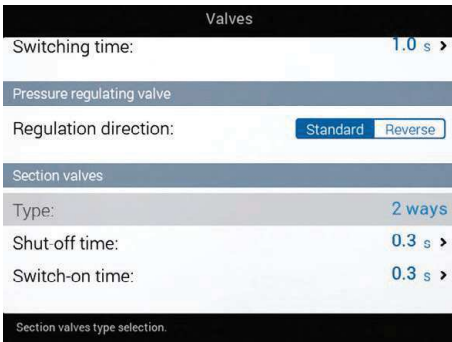 Valves
Switching time: 1.0 s >
Pressure regulating valve
Regulation direction: Standard Reverse
Section valves
Type: 2 ways
Shut-off time: 0.3 s >
Switch-on time: 0.3 s >
Section valves type selection.